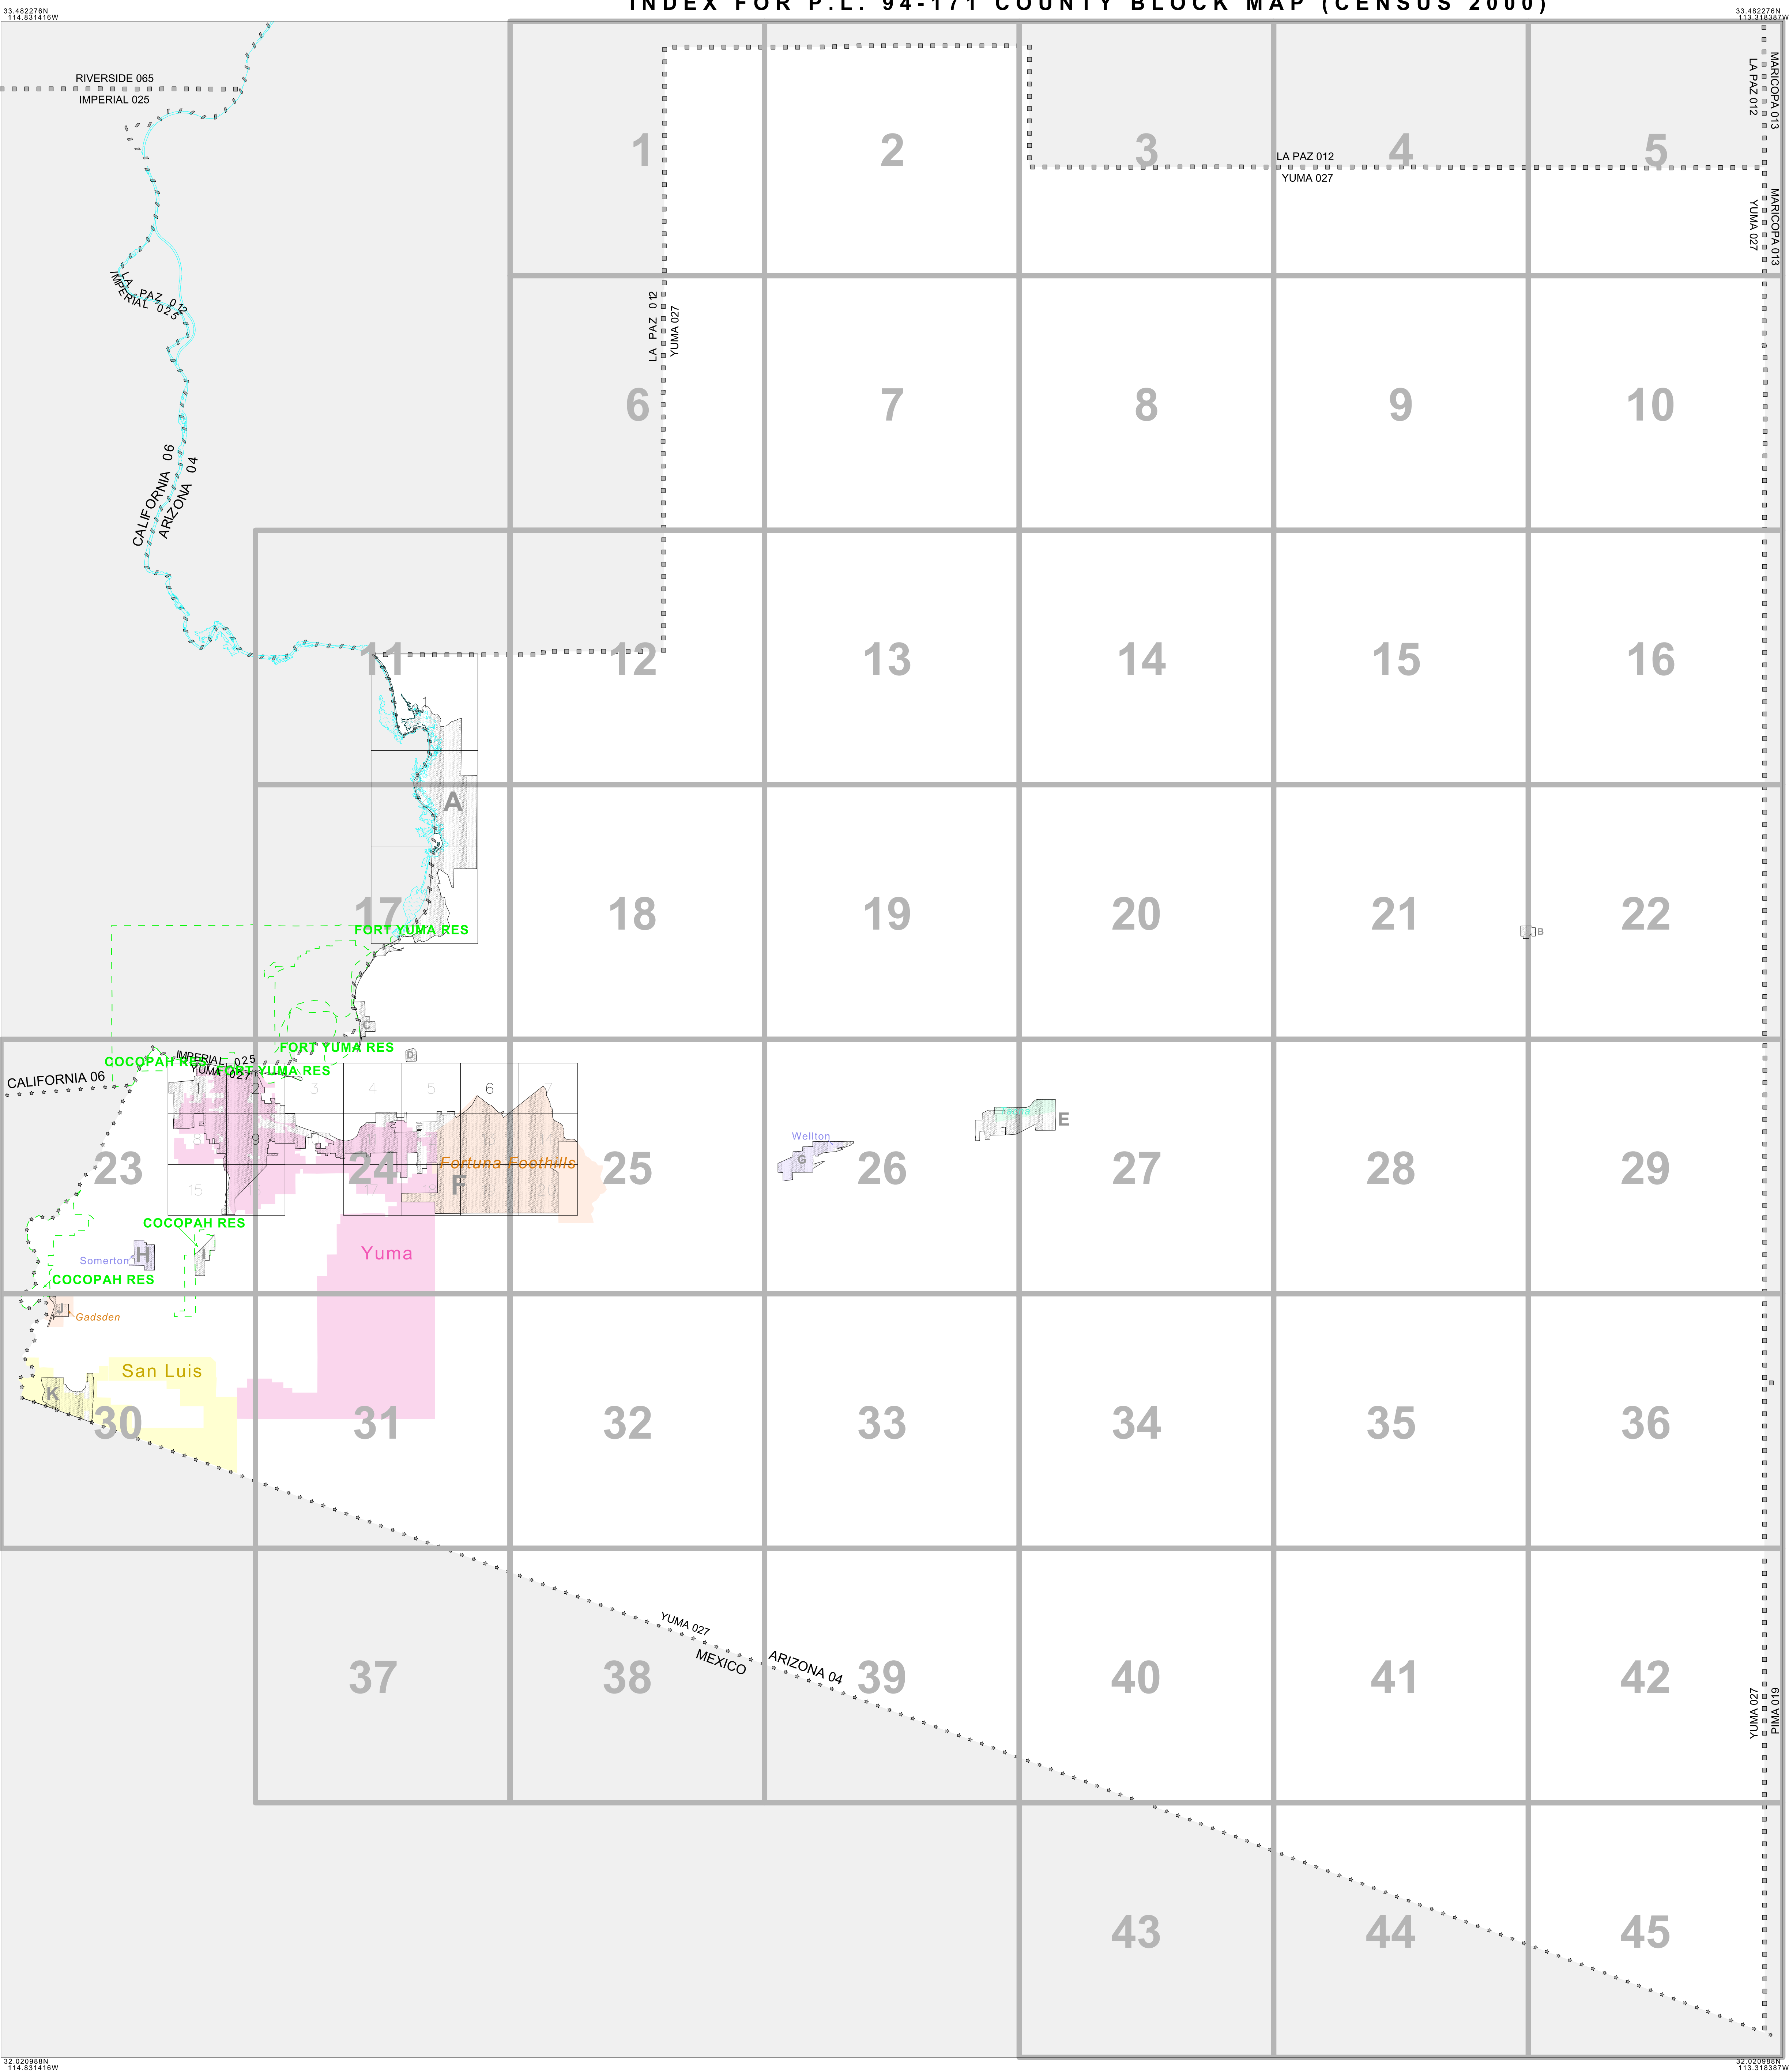 INDEX FOR P.L. 94-171 COUNTY BLOCK MAP (CENSUS 2000)
33.482276N
114.831416W
33.482276N
113.318387W
RIVERSIDE 065
IMPERIAL 025
MARICOPA 013
LA PAZ 012
1
2
3
4
5
LA PAZ 012
YUMA 027
MARICOPA 013
YUMA 027
LA PAZ 012
IMPERIAL 025
LA PAZ 012
YUMA 027
6
7
8
9
10
CALIFORNIA 06
ARIZONA 04
11
12
13
14
15
16
1
A
17
18
19
20
21
22
FORT YUMA RES
B
C
FORT YUMA RES
D
COCOPAH RES
IMPERIAL 025
YUMA 027
FORT YUMA RES
CALIFORNIA 06
1
2
3
4
5
6
7
8
9
11
12
13
14
E
Wellton
G
23
24
Fortuna Foothills
25
26
27
28
29
15
17
18
F
19
20
COCOPAH RES
Somerton
H
I
Yuma
COCOPAH RES
J
Gadsden
San Luis
K
30
31
32
33
34
35
36
YUMA 027
MEXICO
ARIZONA 04
37
38
39
40
41
42
PIMA 019
YUMA 027
43
44
45
32.020988N
114.831416W
32.020988N
113.318387W